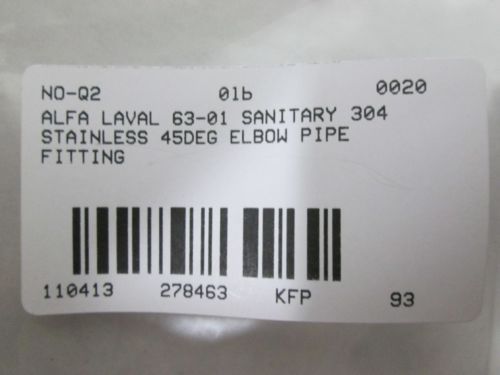 NO-Q2 01b 0020
ALFA LAVAL 63-01 SANITARY 304
STAINLESS 45DEG ELBOW PIPE
FITTING
110413 278463 KFP 93